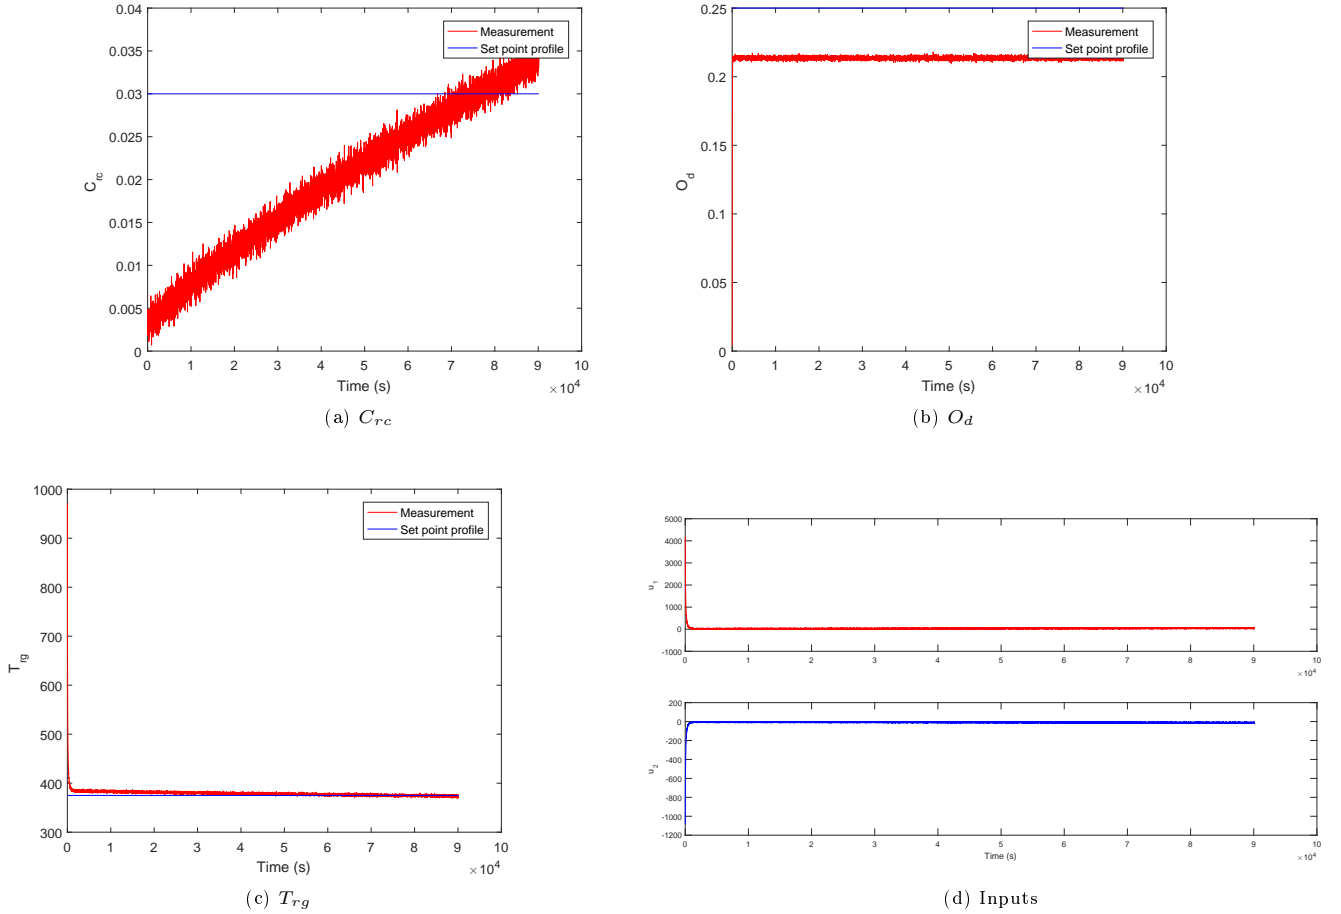 0.04
0.035
0.03
0.025
0.02
0.015
0.01
0.005
0
C_rc
0 1 2 3 4 5 6 7 8 9 10
Time (s)
×10^4
Measurement
Set point profile
(a) C_rc
0.25
0.2
0.15
0.1
0.05
0
O_d
0 1 2 3 4 5 6 7 8 9 10
Time (s)
×10^4
Measurement
Set point profile
(b) O_d
1000
900
800
700
600
500
400
300
T_rg
0 1 2 3 4 5 6 7 8 9 10
Time (s)
×10^4
Measurement
Set point profile
(c) T_rg
5000
4000
3000
2000
1000
0
-1000
u_1
0 1 2 3 4 5 6 7 8 9 10
×10^4
200
0
-200
-400
-600
-800
-1000
-1200
u_2
0 1 2 3 4 5 6 7 8 9 10
Time (s)
×10^4
(d) Inputs